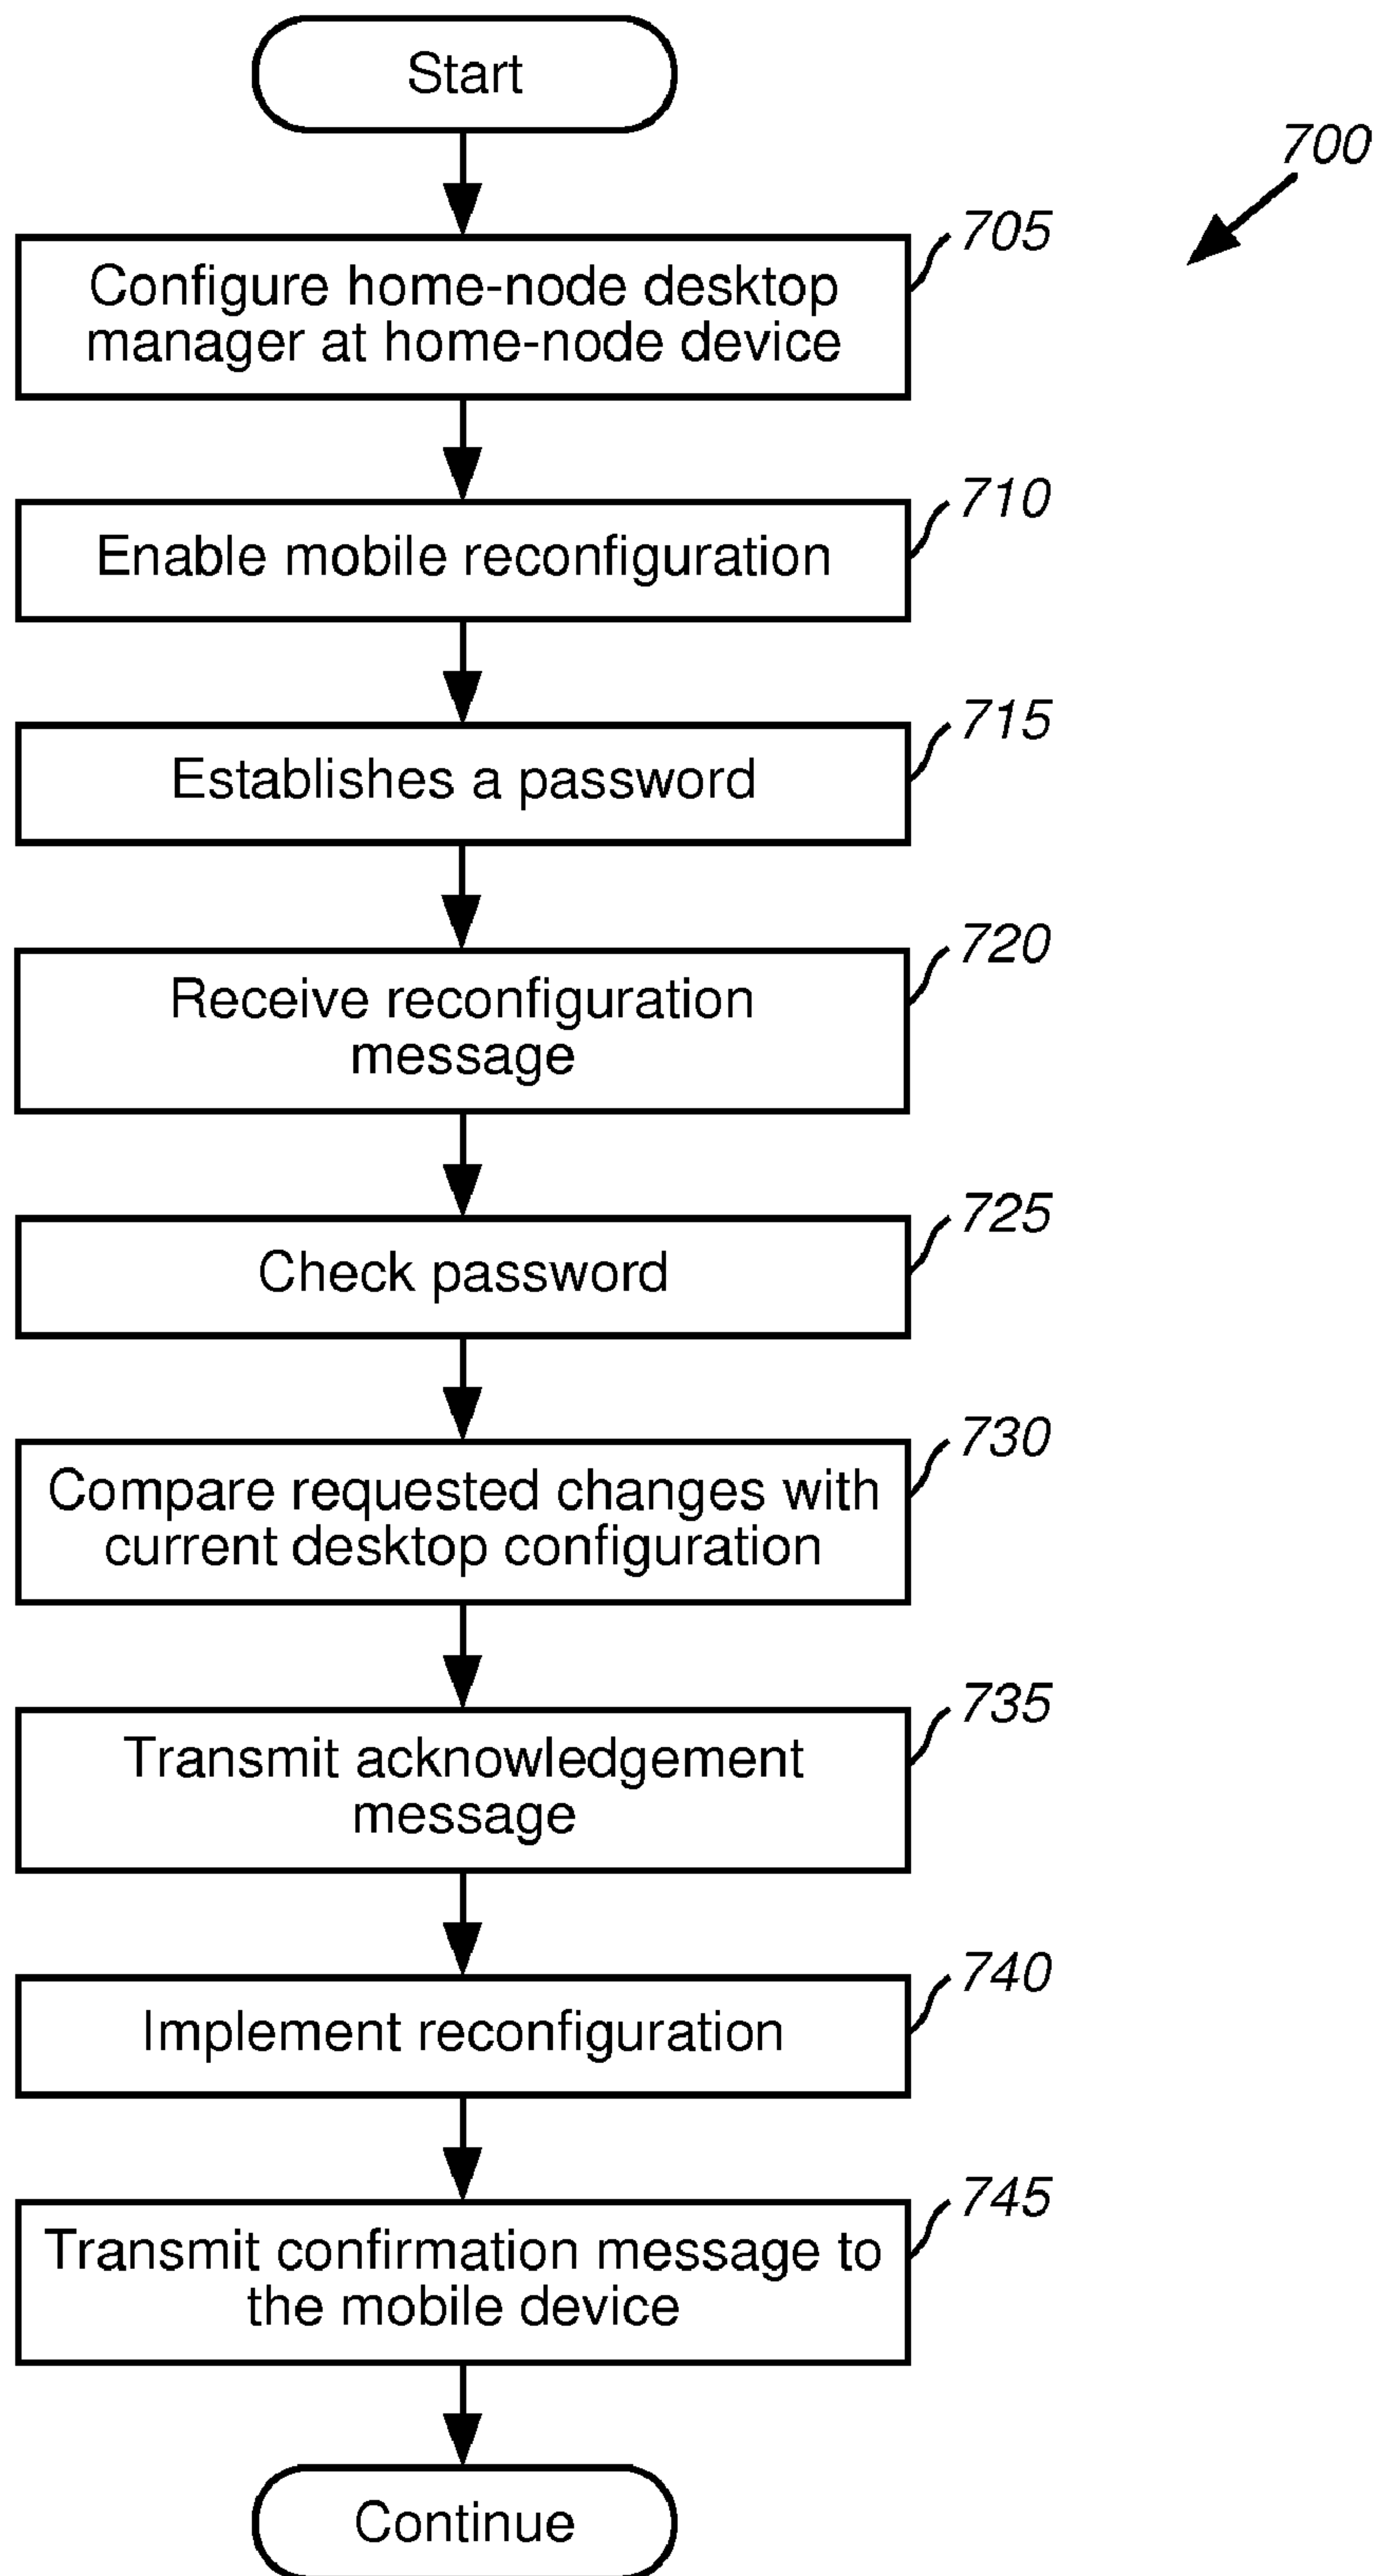 Start
700
705
Configure home-node desktop
manager at home-node device
710
Enable mobile reconfiguration
715
Establishes a password
720
Receive reconfiguration
message
725
Check password
730
Compare requested changes with
current desktop configuration
735
Transmit acknowledgement
message
740
Implement reconfiguration
745
Transmit confirmation message to
the mobile device
Continue